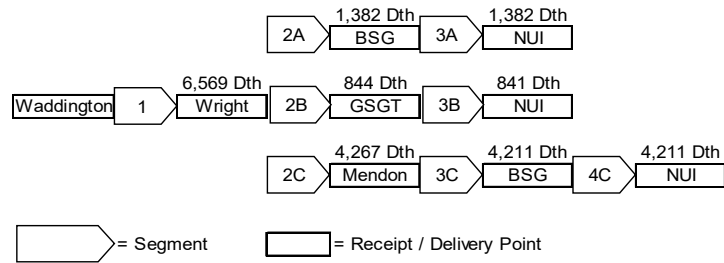 1,382 Dth 1,382 Dth
2A BSG 3A NUI
6,569 Dth 844 Dth 841 Dth
Waddington 1 Wright 2B GSGT 3B NUI
4,267 Dth 4,211 Dth 4,211 Dth
2C Mendon 3C BSG 4C NUI
= Segment = Receipt / Delivery Point